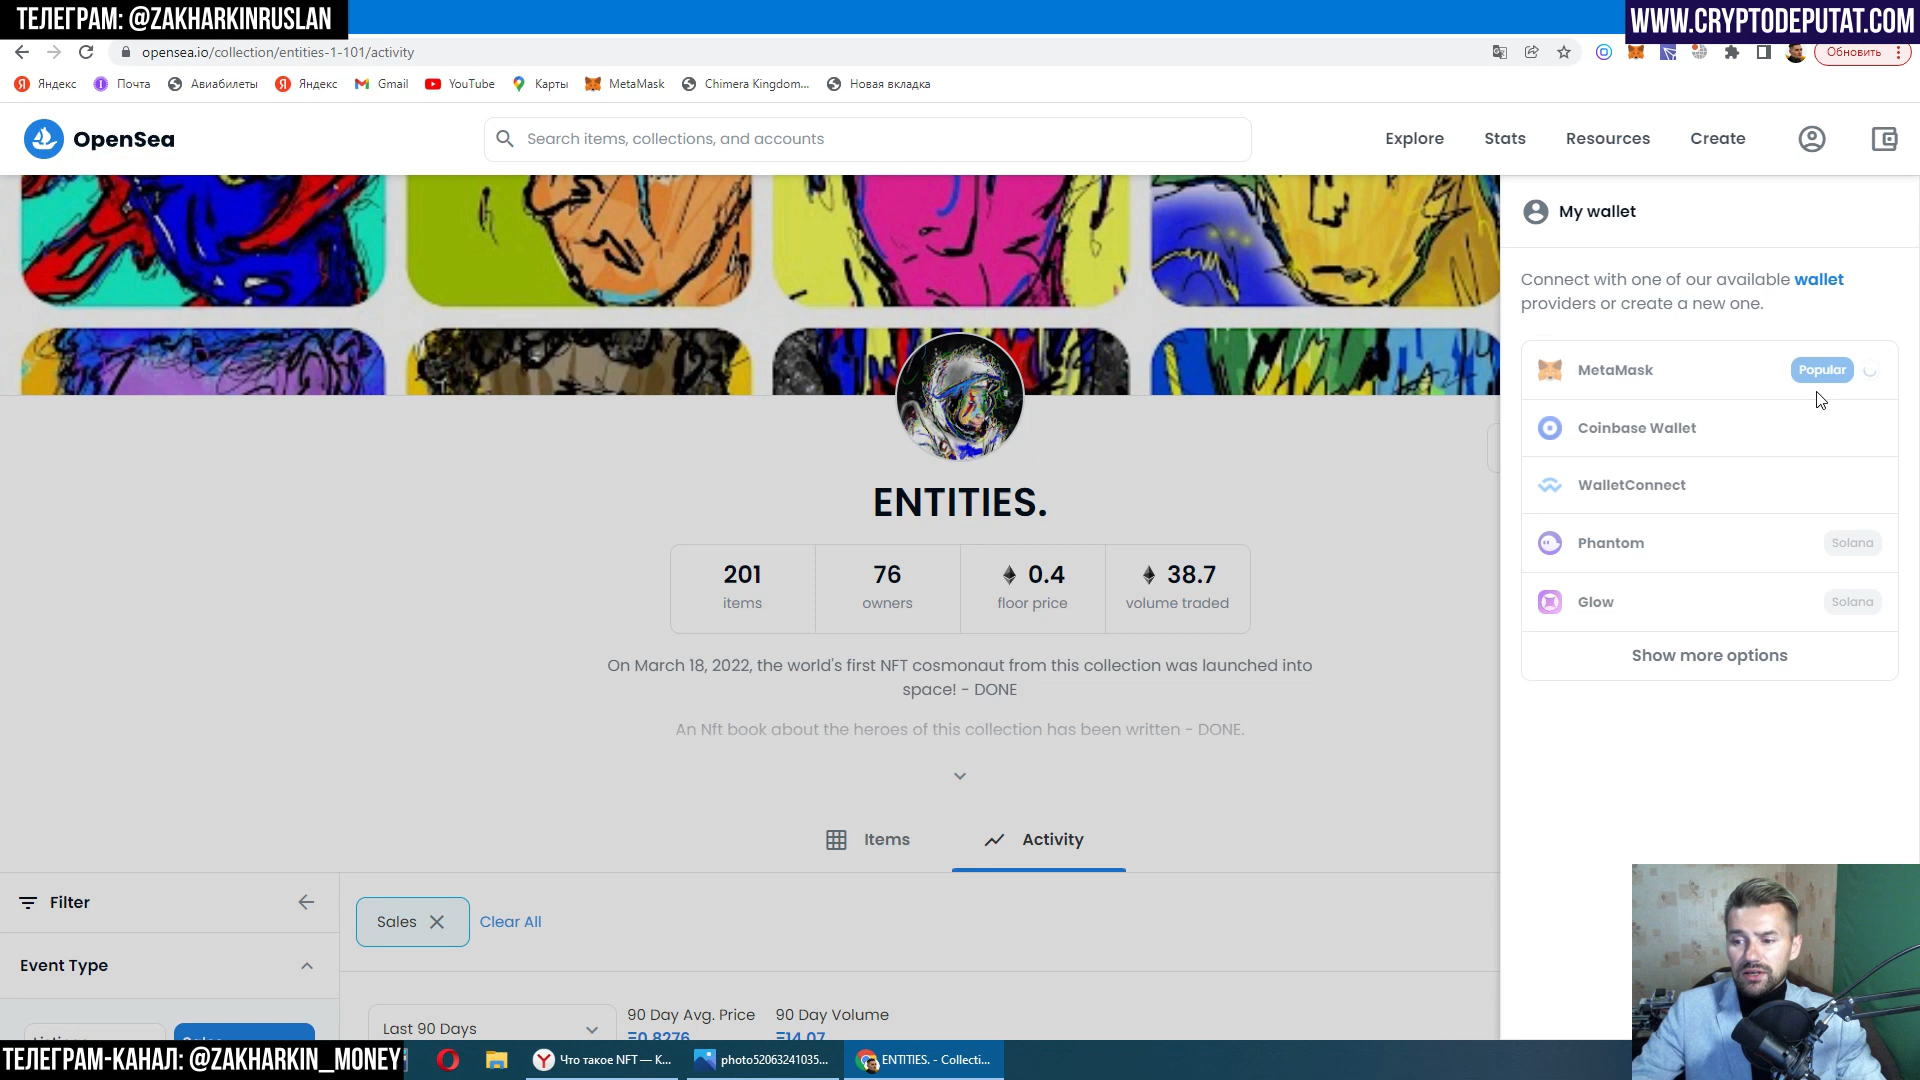 ТЕЛЕГРАМ: @ZAKHARKINRUSLAN
WWW.CRYPTODEPUTAT.COM
opensea.io/collection/entities-1-101/activity
Обновить
Яндекс
Почта
Авиабилеты
Яндекс
Gmail
YouTube
Карты
MetaMask
Chimera Kingdom...
Новая вкладка
OpenSea
Search items, collections, and accounts
Explore
Stats
Resources
Create
My wallet
Connect with one of our available wallet
providers or create a new one.
MetaMask
Popular
Coinbase Wallet
WalletConnect
Phantom
Solana
Glow
Solana
Show more options
ENTITIES.
201
items
76
owners
0.4
floor price
38.7
volume traded
On March 18, 2022, the world's first NFT cosmonaut from this collection was launched into
space! - DONE
An Nft book about the heroes of this collection has been written - DONE.
Items
Activity
Filter
Sales
Clear All
Event Type
Last 90 Days
90 Day Avg. Price
90 Day Volume
Ξ0.8276
Ξ14.07
ТЕЛЕГРАМ-КАНАЛ: @ZAKHARKIN_MONEY
Что такое NFT — К...
photo52063241035...
ENTITIES. - Collecti...